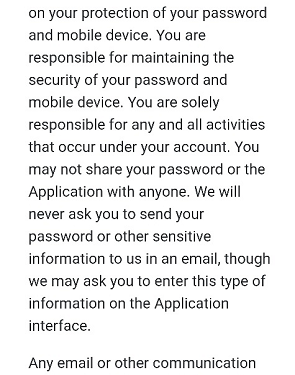 on your protection of your password
and mobile device. You are
responsible for maintaining the
security of your password and
mobile device. You are solely
responsible for any and all activities
that occur under your account. You
may not share your password or the
Application with anyone. We will
never ask you to send your
password or other sensitive
information to us in an email, though
we may ask you to enter this type of
information on the Application
interface.
Any email or other communication